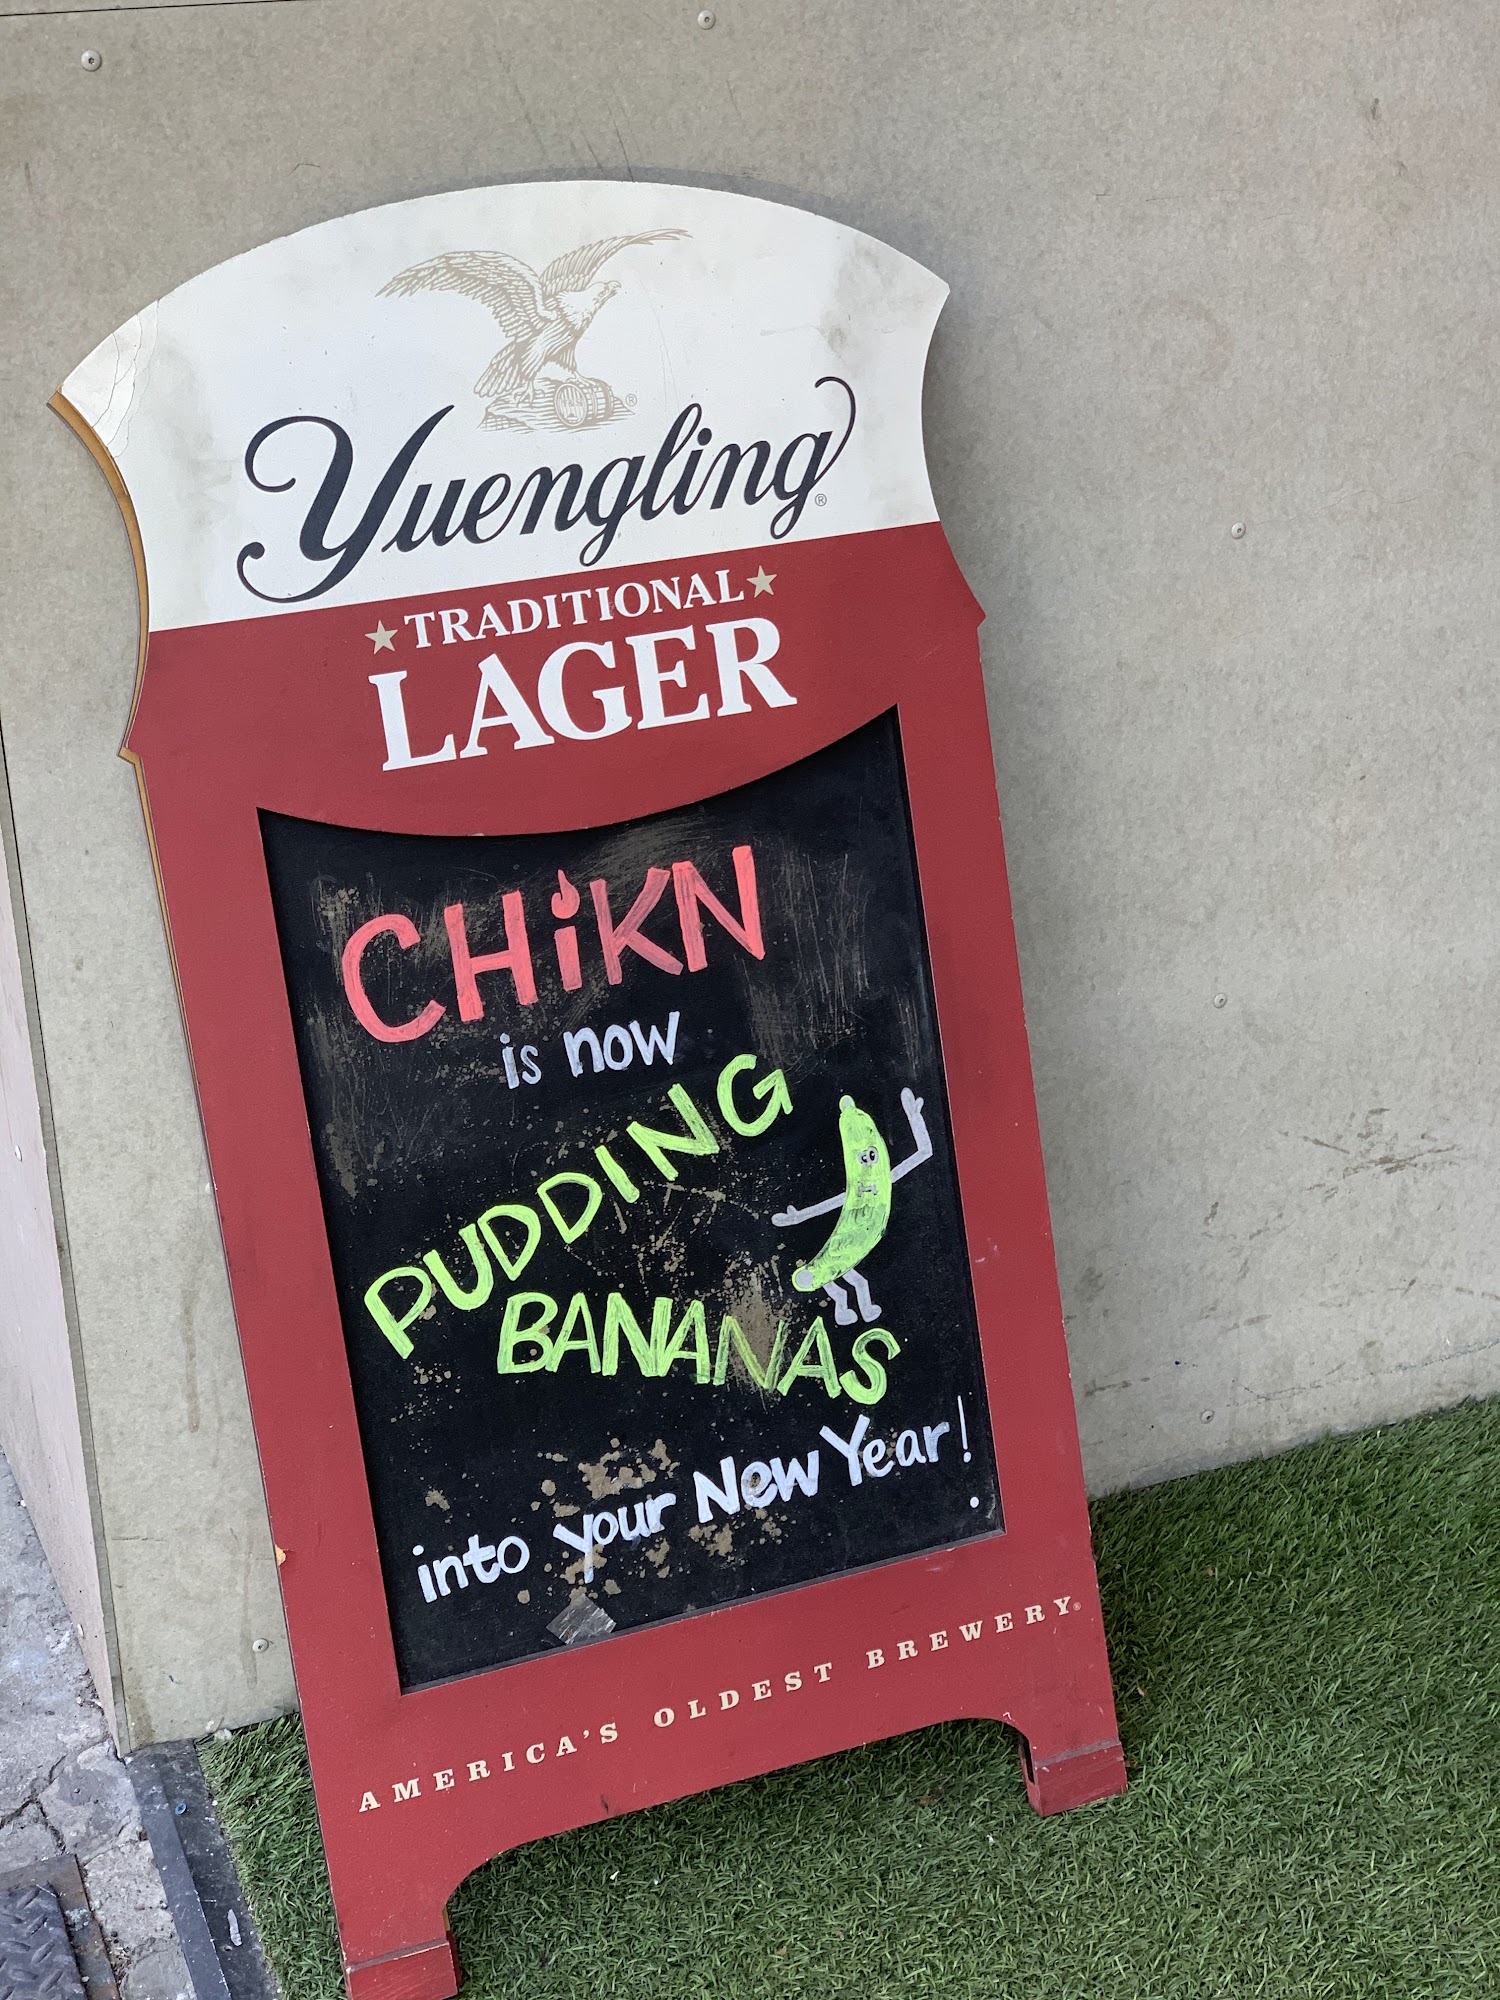 Yuengling®
TRADITIONAL
LAGER
CHiKN
is now
PUDDING
BANANAS
into your New Year!
AMERICA'S OLDEST BREWERY®